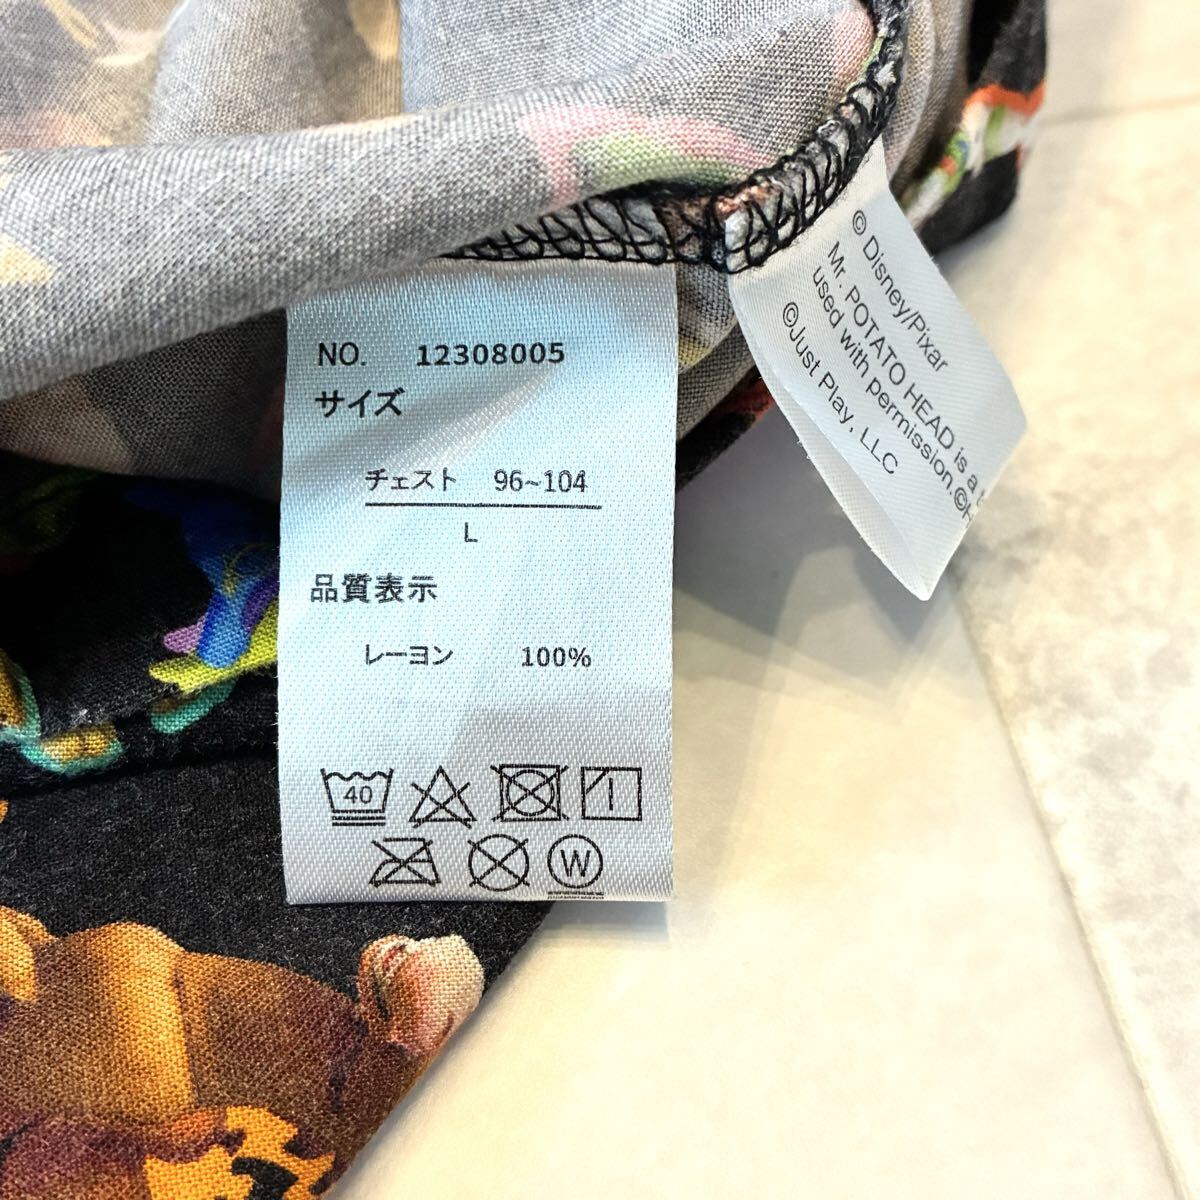 NO. 12308005
サイズ
チェスト 96~104
L
品質表示
レーヨン 100%
40
W
© Disney/Pixar
Mr. POTATO HEAD is a
used with permission.©H
©Just Play, LLC